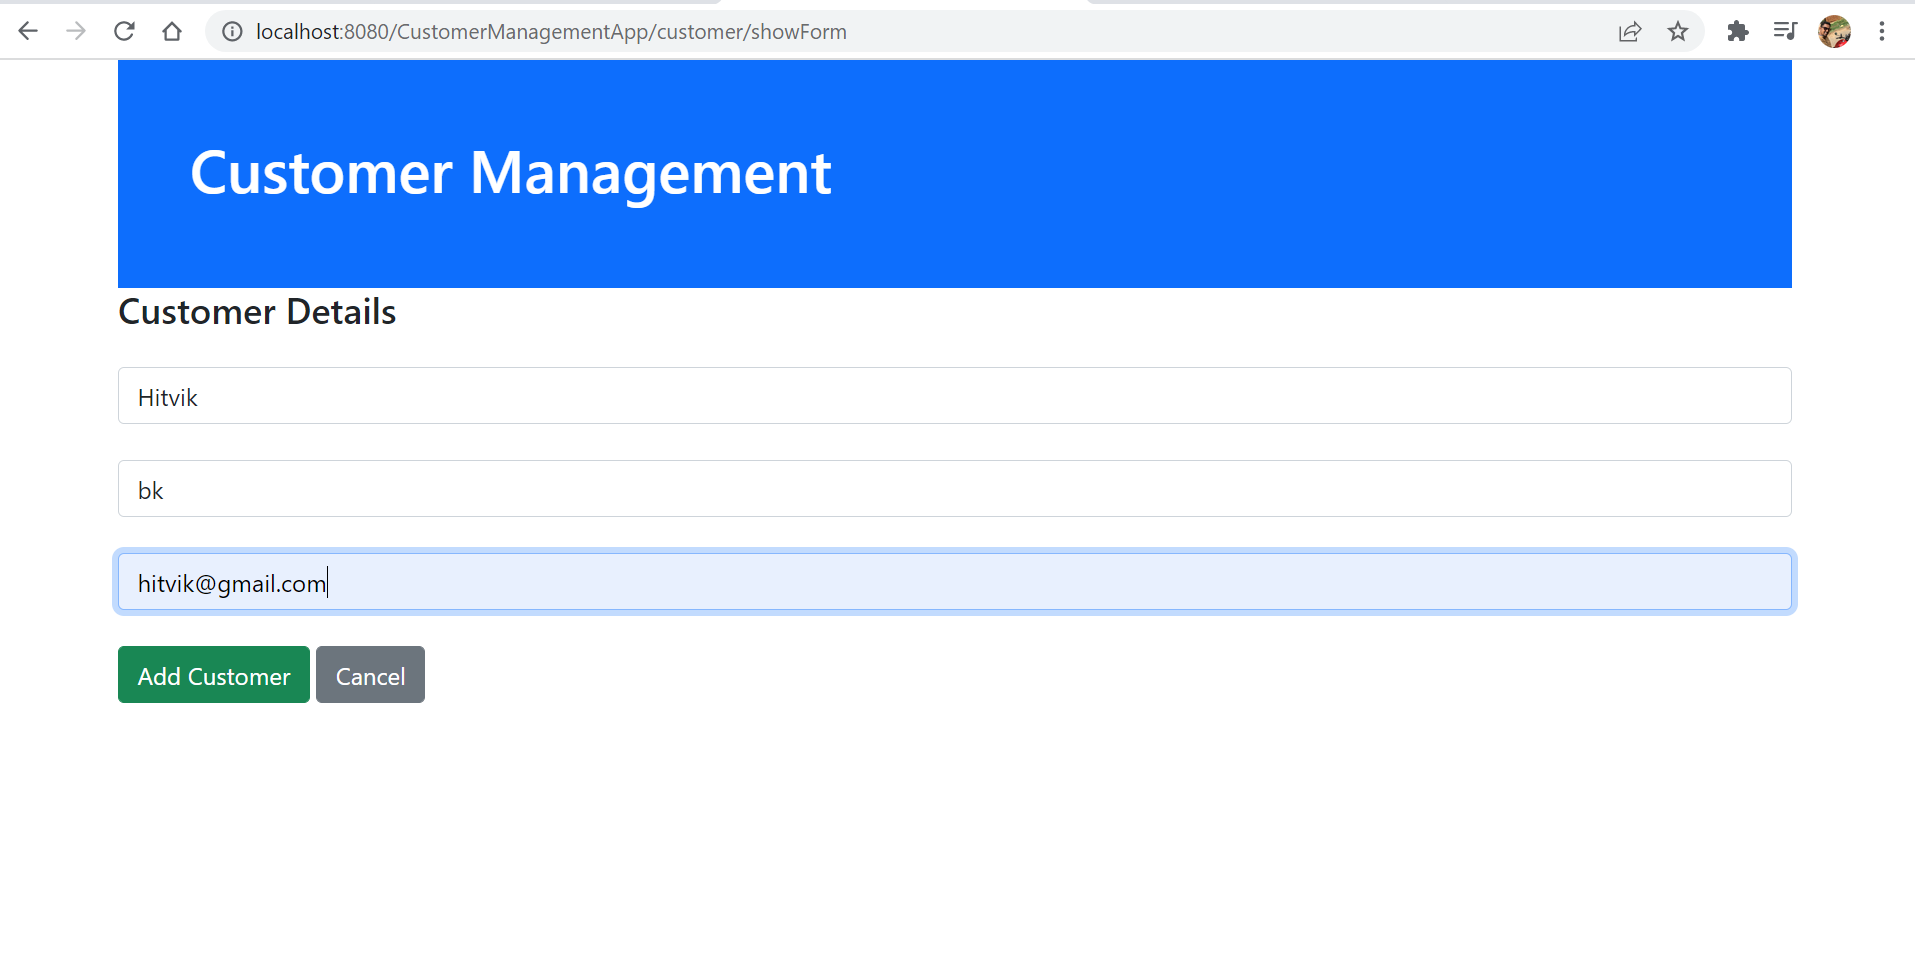 localhost:8080/CustomerManagementApp/customer/showForm
Customer Management
Customer Details
Hitvik
bk
hitvik@gmail.com
Add Customer Cancel